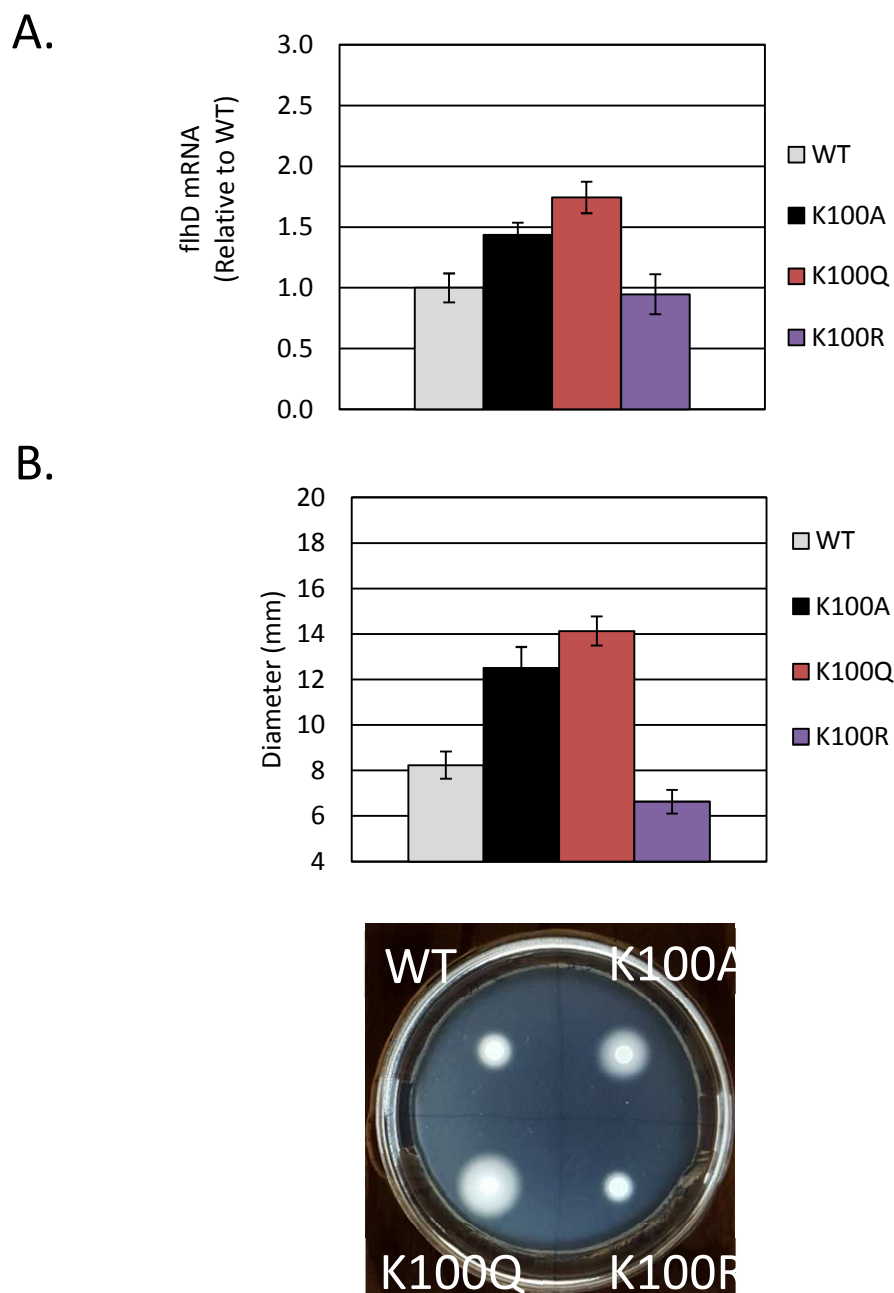 A.
flhD mRNA
(Relative to WT)
3.0
2.5
2.0
1.5
1.0
0.5
0.0
WT
K100A
K100Q
K100R
B.
Diameter (mm)
20
18
16
14
12
10
8
6
4
WT
K100A
K100Q
K100R
WT K100A
K100Q K100R